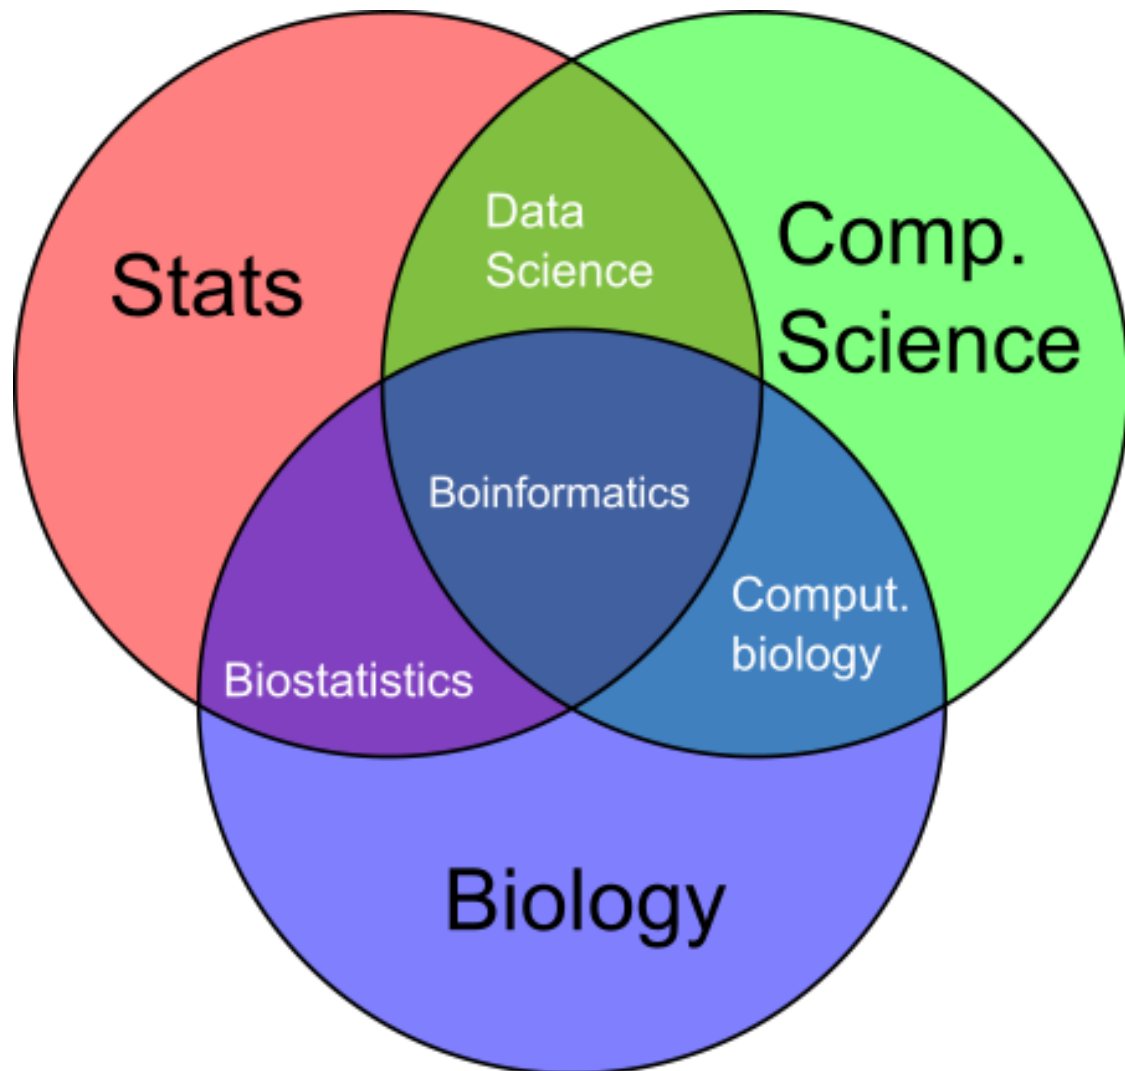 Stats
Data
Science
Comp.
Science
Boinformatics
Biostatistics
Comput.
biology
Biology